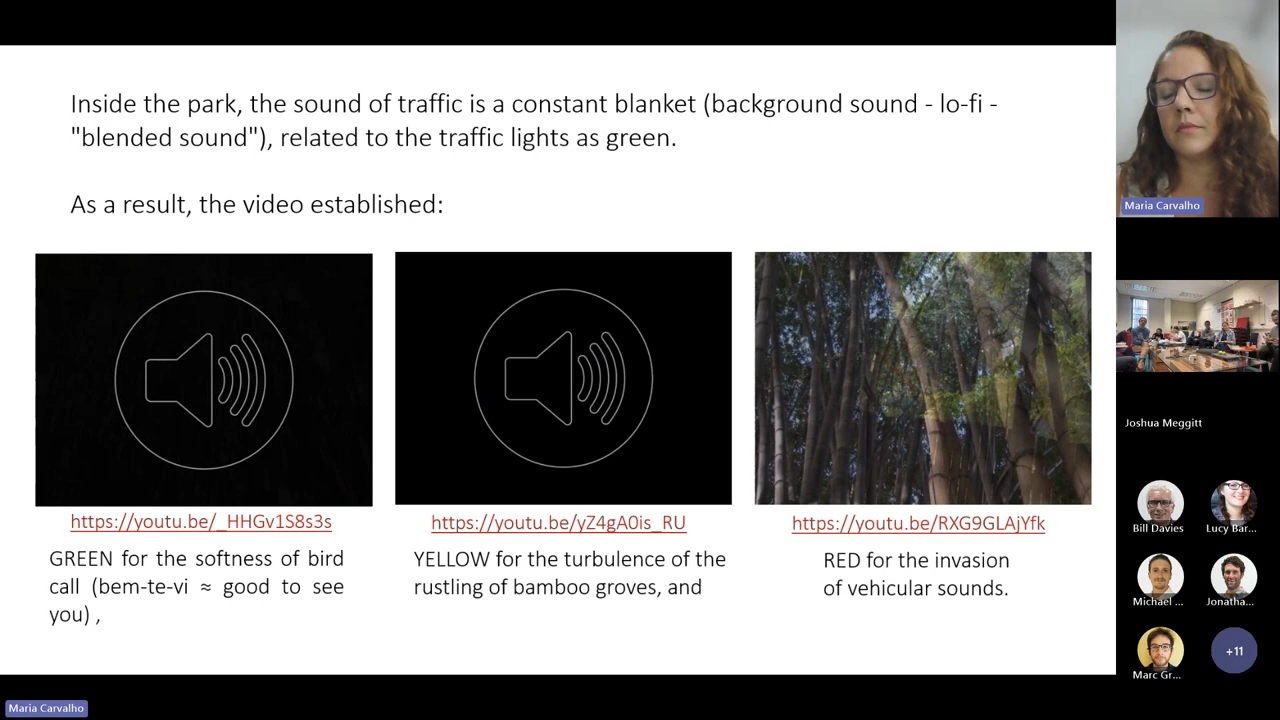 Inside the park, the sound of traffic is a constant blanket (background sound - lo-fi -
"blended sound"), related to the traffic lights as green.
As a result, the video established:
https://youtu.be/_HHGv1S8s3s
GREEN for the softness of bird
call (bem-te-vi ≈ good to see
you) ,
https://youtu.be/yZ4gA0is_RU
YELLOW for the turbulence of the
rustling of bamboo groves, and
https://youtu.be/RXG9GLAjYfk
RED for the invasion
of vehicular sounds.
Maria Carvalho
Joshua Meggitt
Bill Davies
Lucy Bar...
Michael ...
Jonatha...
Marc Gr...
+11
Maria Carvalho